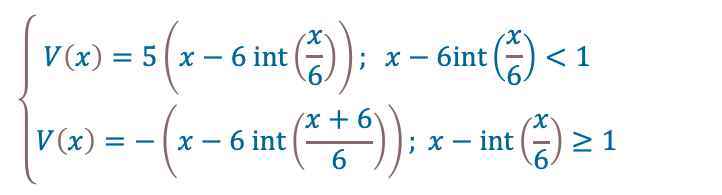 V(x) = 5(x − 6 int(x/6)); x − 6int(x/6) < 1
V(x) = −(x − 6 int((x + 6)/6)); x − int(x/6) ≥ 1